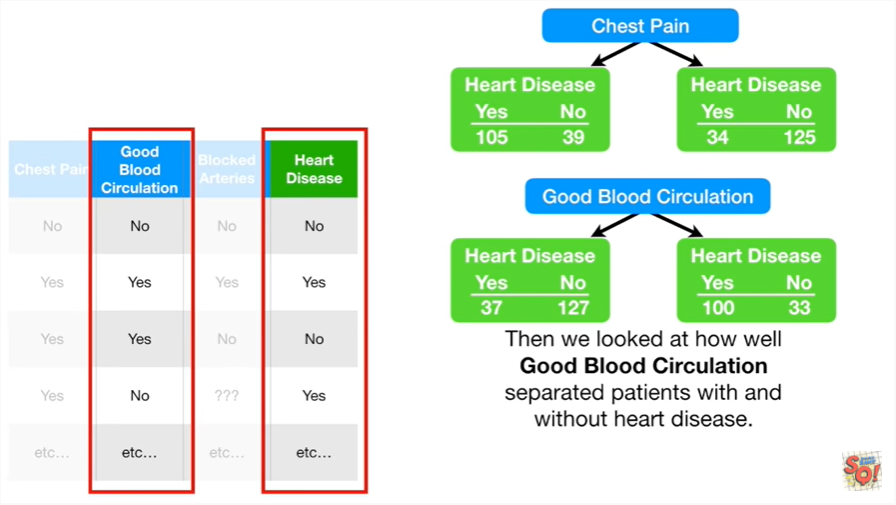 Chest Pain
Heart Disease
Yes No
105 39
Heart Disease
Yes No
34 125
Good Blood Circulation
Heart Disease
Yes No
37 127
Heart Disease
Yes No
100 33
Then we looked at how well
Good Blood Circulation
separated patients with and
without heart disease.
Chest Pain
Good
Blood
Circulation
Blocked
Arteries
Heart
Disease
No No No No
Yes Yes Yes Yes
Yes Yes No No
Yes No ??? Yes
etc... etc... etc... etc...
SQ!